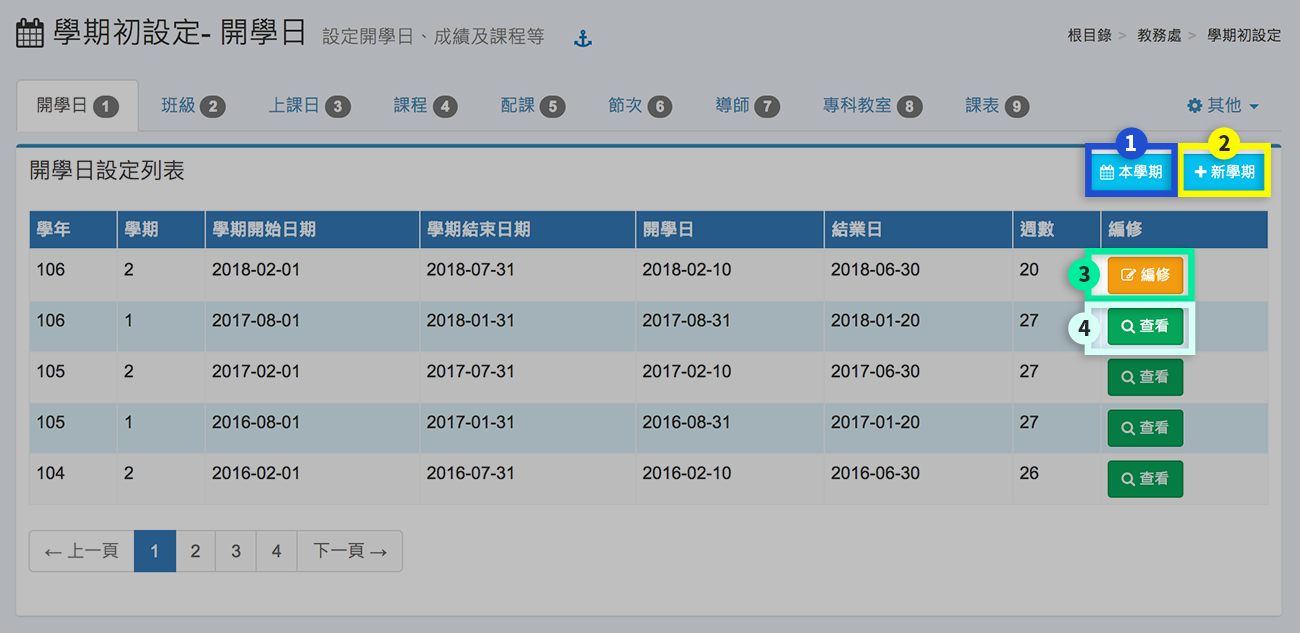 學期初設定- 開學日 設定開學日、成績及課程等 根目錄 > 教務處 > 學期初設定
開學日 1 班級 2 上課日 3 課程 4 配課 5 節次 6 導師 7 專科教室 8 課表 9 其他
1 2
開學日設定列表 本學期 新學期
學年 學期 學期開始日期 學期結束日期 開學日 結業日 週數 編修
106 2 2018-02-01 2018-07-31 2018-02-10 2018-06-30 20 3 編修
106 1 2017-08-01 2018-01-31 2017-08-31 2018-01-20 27 4 查看
105 2 2017-02-01 2017-07-31 2017-02-10 2017-06-30 27 查看
105 1 2016-08-01 2017-01-31 2016-08-31 2017-01-20 27 查看
104 2 2016-02-01 2016-07-31 2016-02-10 2016-06-30 26 查看
← 上一頁 1 2 3 4 下一頁 →